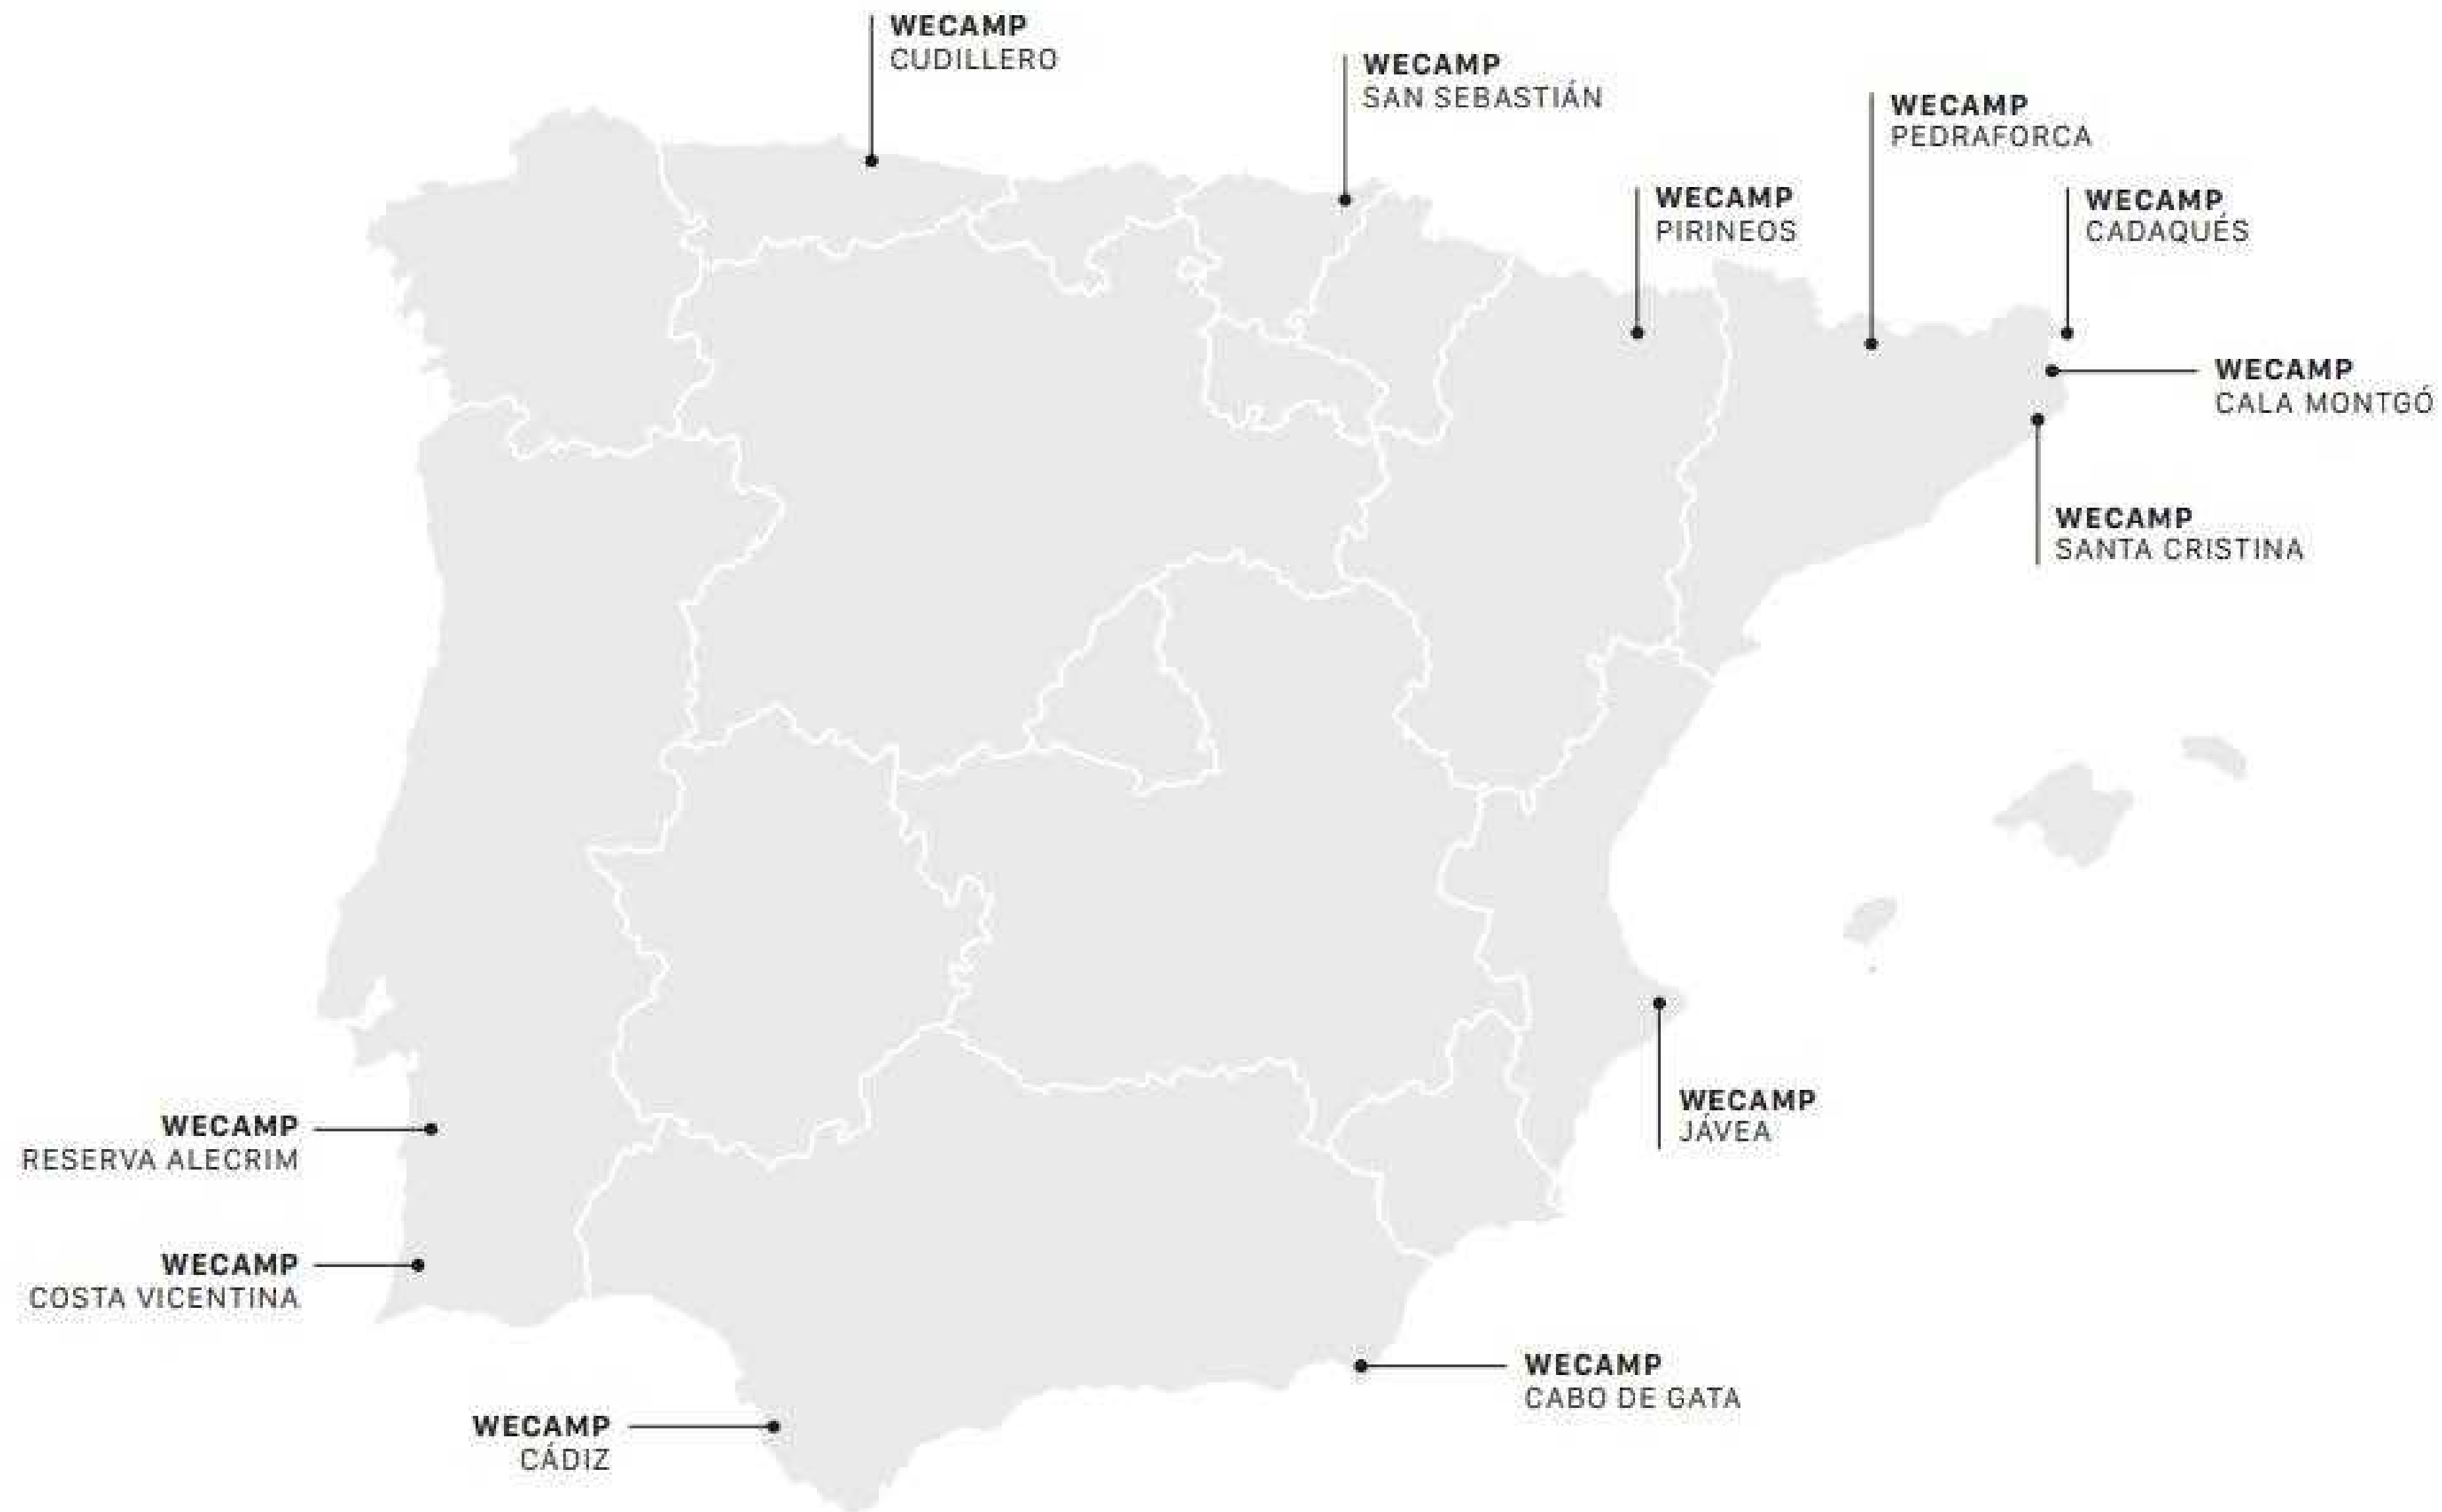 WECAMP
CUDILLERO
WECAMP
SAN SEBASTIÁN
WECAMP
PEDRAFORCA
WECAMP
PIRINEOS
WECAMP
CADAQUÉS
WECAMP
CALA MONTGÓ
WECAMP
SANTA CRISTINA
WECAMP
JÁVEA
WECAMP
RESERVA ALECRIM
WECAMP
COSTA VICENTINA
WECAMP
CABO DE GATA
WECAMP
CÁDIZ